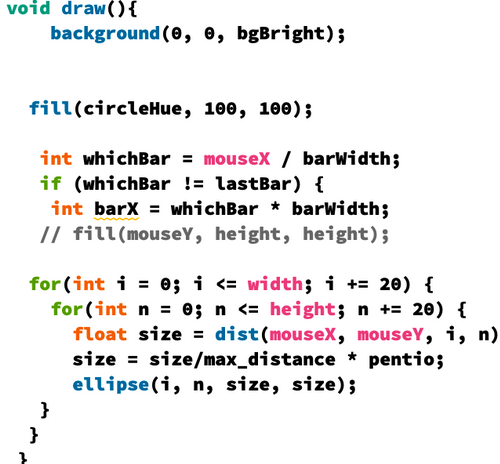 void draw(){
background(0, 0, bgBright);
fill(circleHue, 100, 100);
int whichBar = mouseX / barWidth;
if (whichBar != lastBar) {
int barX = whichBar * barWidth;
// fill(mouseY, height, height);
for(int i = 0; i <= width; i += 20) {
for(int n = 0; n <= height; n += 20) {
float size = dist(mouseX, mouseY, i, n)
size = size/max_distance * pentio;
ellipse(i, n, size, size);
}
}
}